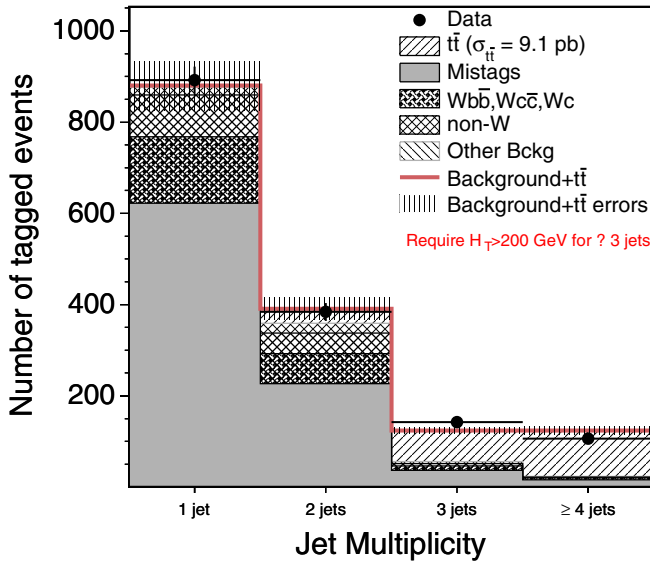 Number of tagged events
1000
800
600
400
200
Data
tt̄ (σtt̄ = 9.1 pb)
Mistags
Wbb̄,Wcc̄,Wc
non-W
Other Bckg
Background+tt̄
Background+tt̄ errors
Require HT>200 GeV for ? 3 jets
1 jet
2 jets
3 jets
≥ 4 jets
Jet Multiplicity